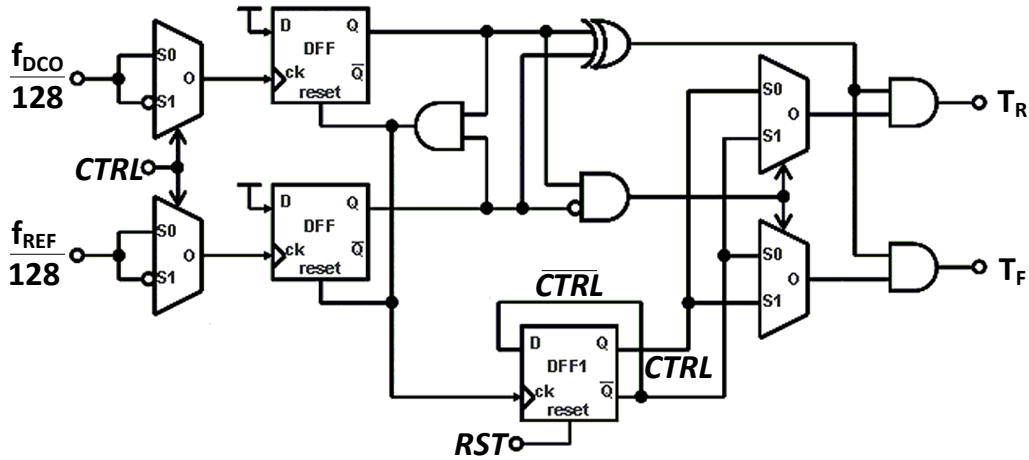 f_DCO
128
S0
S1
O
D
Q
DFF
Q̅
ck
reset
CTRL
f_REF
128
S0
S1
O
D
Q
DFF
Q̅
ck
reset
S0
S1
O
T_R
S0
S1
O
T_F
C̅T̅R̅L̅
D
Q
DFF1
CTRL
ck
Q̅
reset
RST